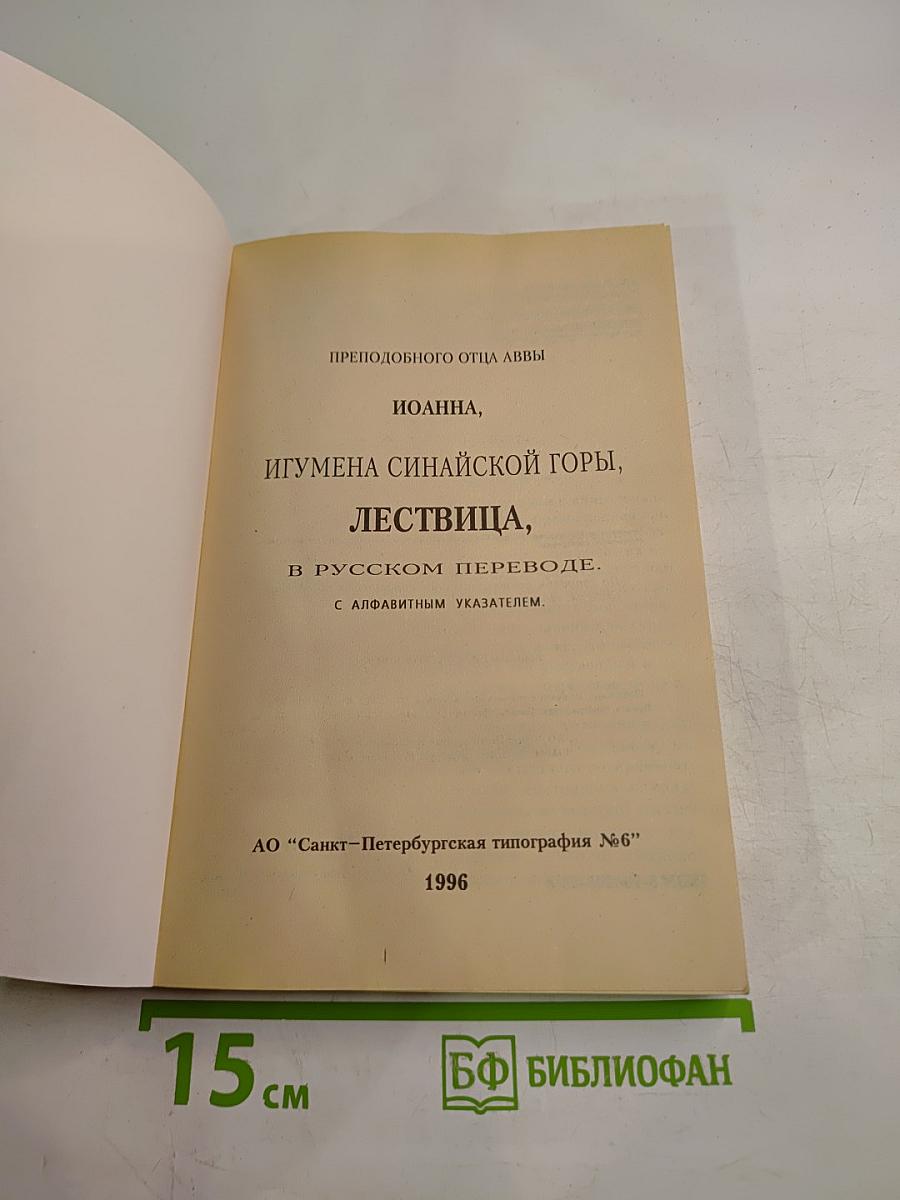 ПРЕПОДОБНОГО ОТЦА АВВЫ
ИОАННА,
ИГУМЕНА СИНАЙСКОЙ ГОРЫ,
ЛЕСТВИЦА,
В РУССКОМ ПЕРЕВОДЕ.
С АЛФАВИТНЫМ УКАЗАТЕЛЕМ.
АО "Санкт-Петербургская типография №6"
1996
15 см
БФ БИБЛИОФАН